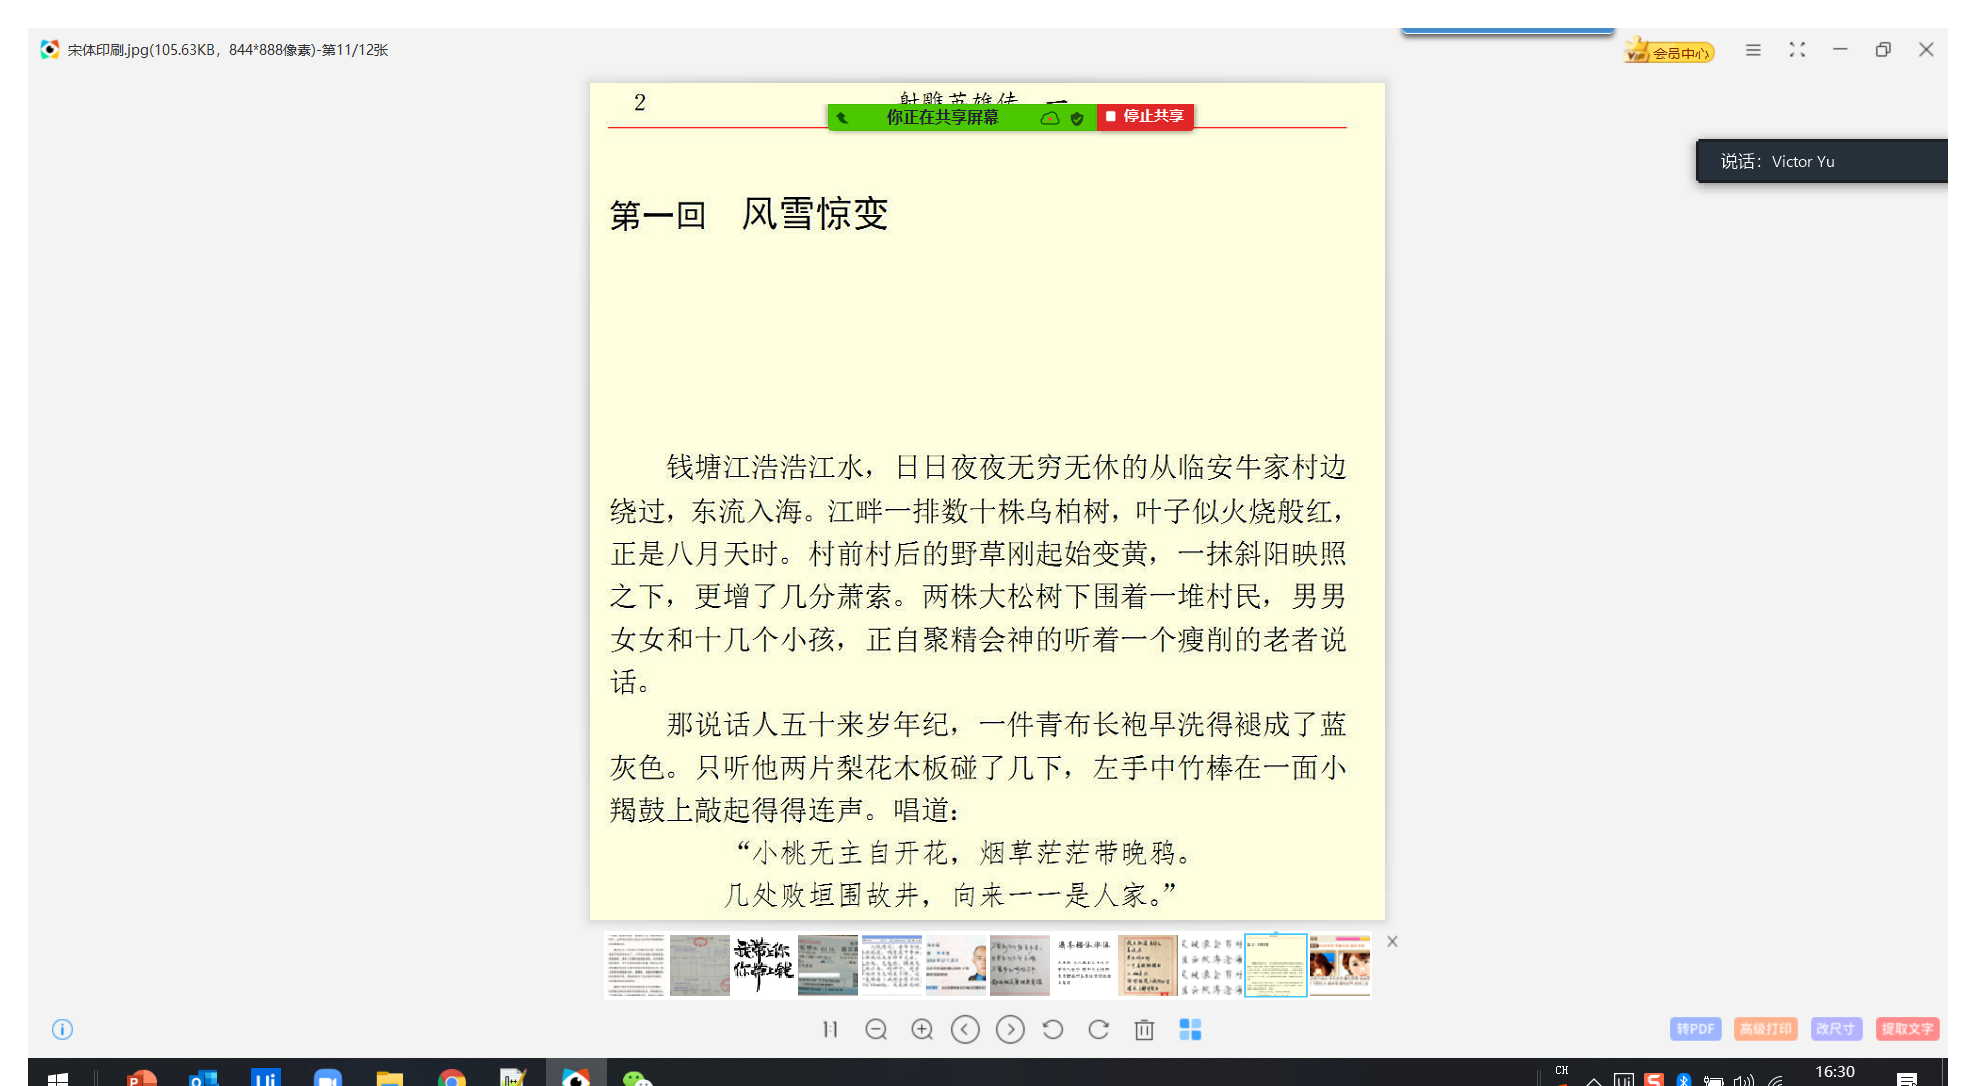 宋体印刷.jpg(105.63KB，844*888像素)-第11/12张
会员中心
2 射雕英雄传 一
你正在共享屏幕 停止共享
说话：Victor Yu
第一回 风雪惊变
钱塘江浩浩江水，日日夜夜无穷无休的从临安牛家村边
绕过，东流入海。江畔一排数十株乌柏树，叶子似火烧般红，
正是八月天时。村前村后的野草刚起始变黄，一抹斜阳映照
之下，更增了几分萧索。两株大松树下围着一堆村民，男男
女女和十几个小孩，正自聚精会神的听着一个瘦削的老者说
话。
那说话人五十来岁年纪，一件青布长袍早洗得褪成了蓝
灰色。只听他两片梨花木板碰了几下，左手中竹棒在一面小
羯鼓上敲起得得连声。唱道：
“小桃无主自开花，烟草茫茫带晚鸦。
几处败垣围故井，向来一一是人家。”
我带上你
你带上钱
1:1
转PDF 高级打印 改尺寸 提取文字
CH
16:30